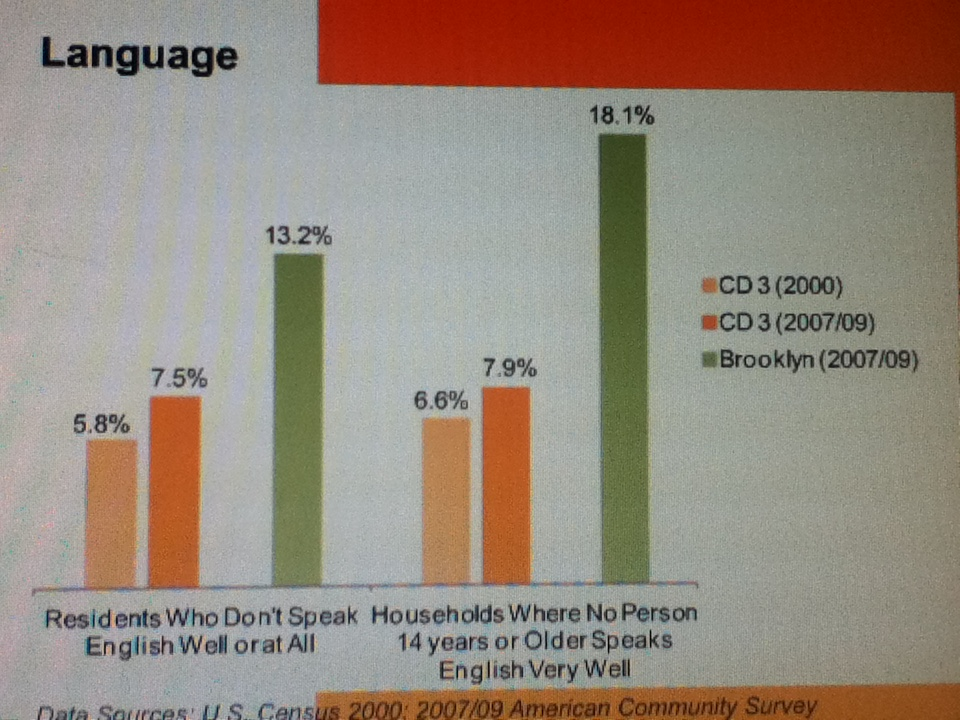 Language
18.1%
13.2%
7.5%
5.8%
7.9%
6.6%
CD 3 (2000)
CD 3 (2007/09)
Brooklyn (2007/09)
Residents Who Don't Speak
English Well or at All
Households Where No Person
14 years or Older Speaks
English Very Well
Data Sources: U.S. Census 2000; 2007/09 American Community Survey